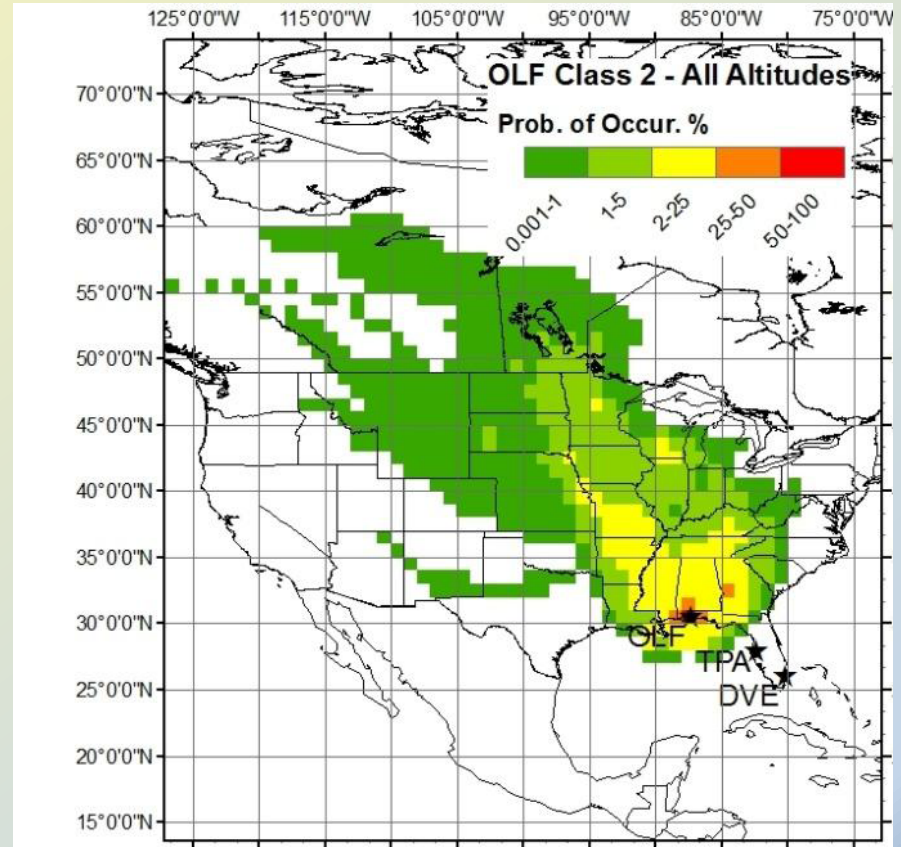 125°0'0"W 115°0'0"W 105°0'0"W 95°0'0"W 85°0'0"W 75°0'0"W
OLF Class 2 - All Altitudes
Prob. of Occur. %
0.001-1 1-5 2-25 25-50 50-100
70°0'0"N
65°0'0"N
60°0'0"N
55°0'0"N
50°0'0"N
45°0'0"N
40°0'0"N
35°0'0"N
30°0'0"N
OLF
TPA
DVE
25°0'0"N
20°0'0"N
15°0'0"N